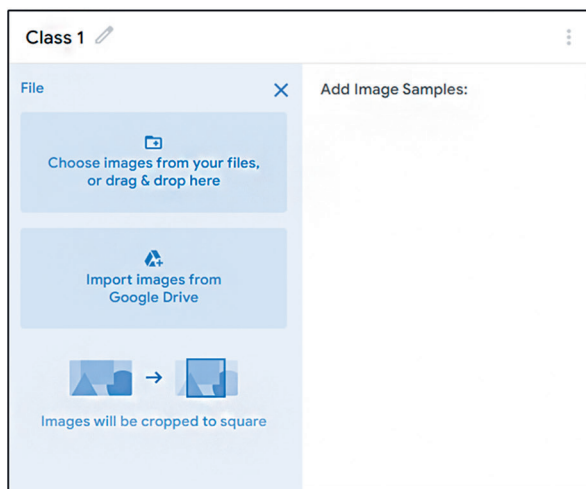 Class 1
File
Add Image Samples:
Choose images from your files,
or drag & drop here
Import images from
Google Drive
Images will be cropped to square